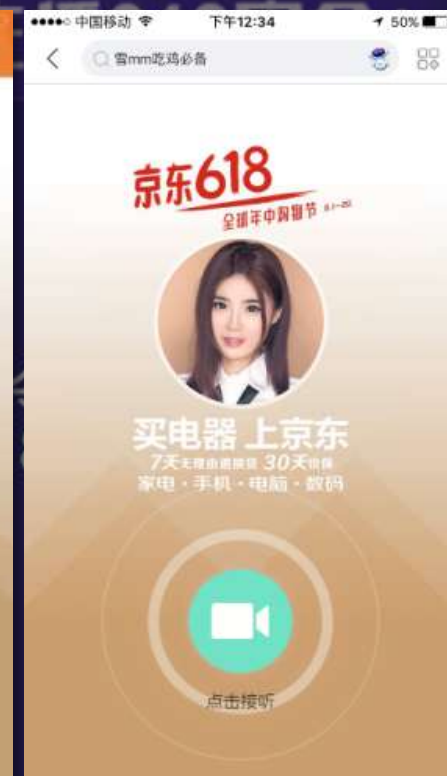 中国移动 下午12:34 50%
雪mm吃鸡必备
京东618
全球年中购物节
买电器 上京东
7天无理由退换货 30天价保
家电·手机·电脑·数码
点击接听